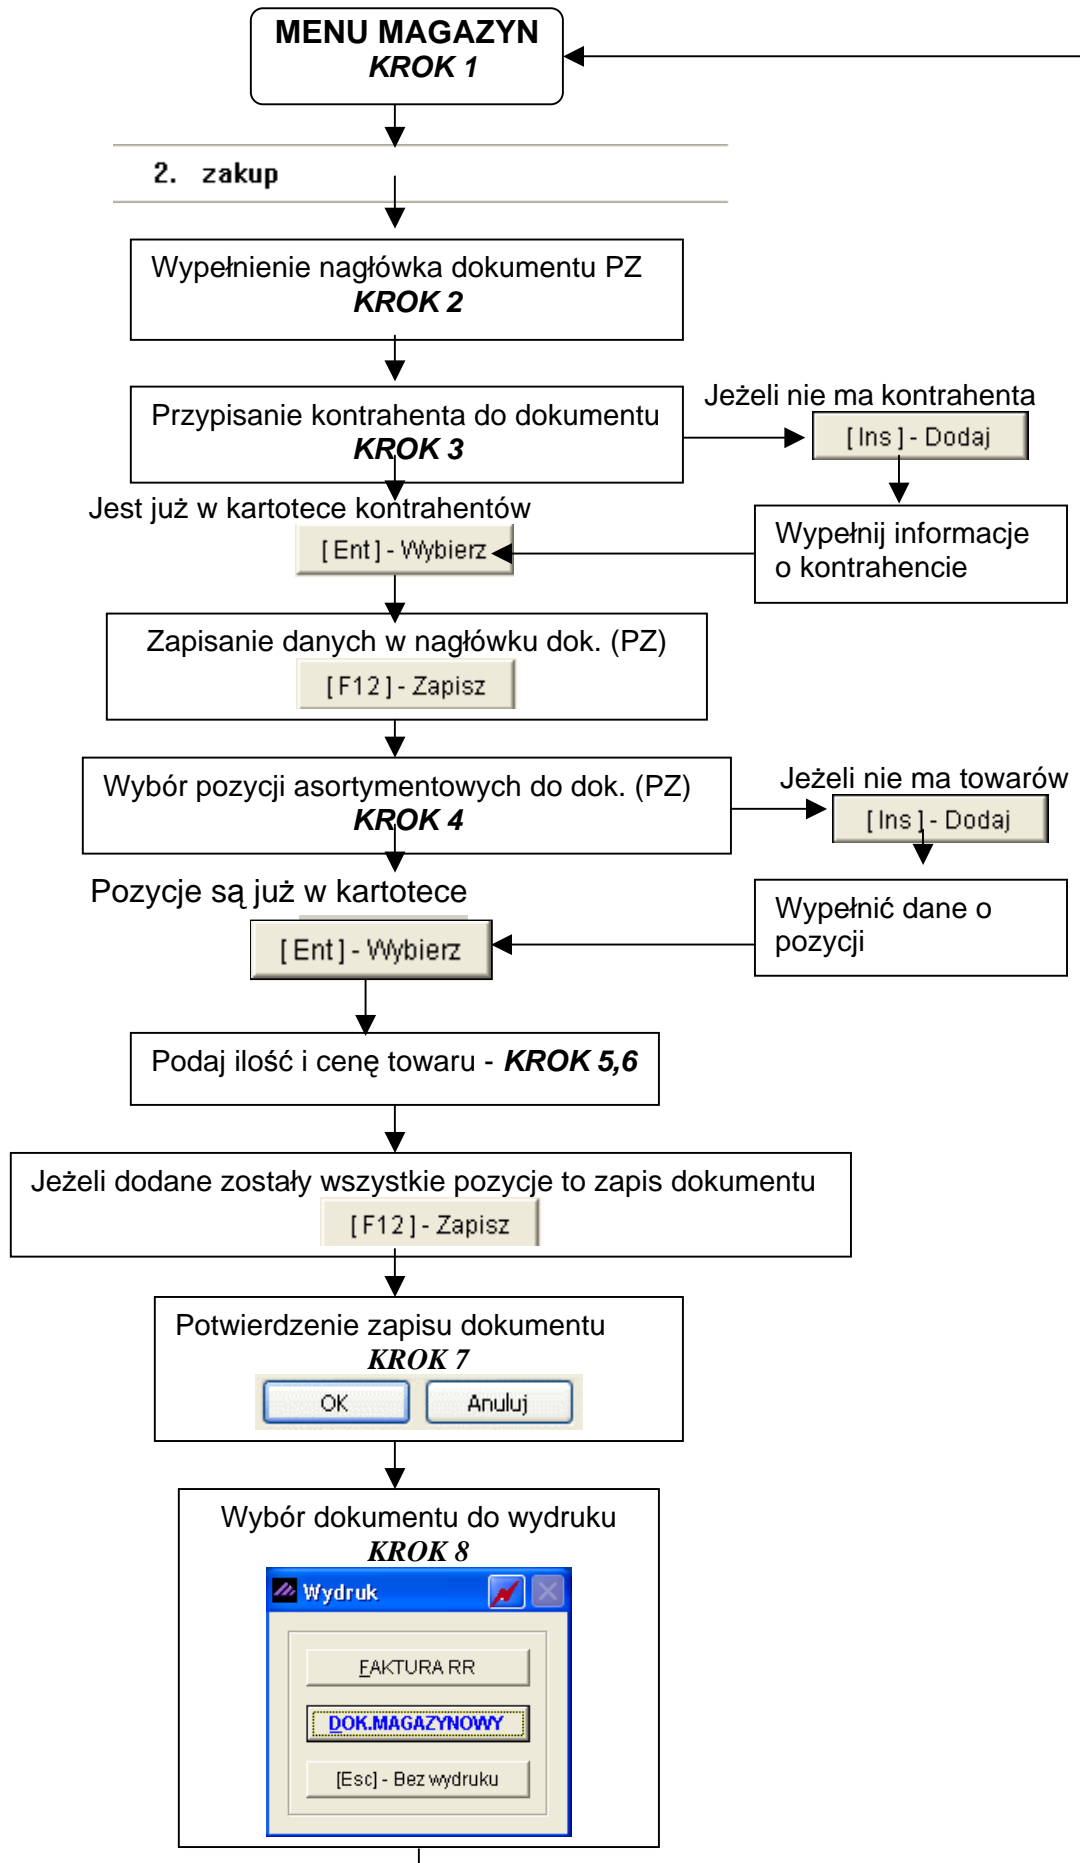 MENU MAGAZYN
KROK 1
2. zakup
Wypełnienie nagłówka dokumentu PZ
KROK 2
Przypisanie kontrahenta do dokumentu
KROK 3
Jeżeli nie ma kontrahenta
[Ins] - Dodaj
Jest już w kartotece kontrahentów
[Ent] - Wybierz
Wypełnij informacje
o kontrahencie
Zapisanie danych w nagłówku dok. (PZ)
[F12] - Zapisz
Wybór pozycji asortymentowych do dok. (PZ)
KROK 4
Jeżeli nie ma towarów
[Ins] - Dodaj
Pozycje są już w kartotece
[Ent] - Wybierz
Wypełnić dane o
pozycji
Podaj ilość i cenę towaru - KROK 5,6
Jeżeli dodane zostały wszystkie pozycje to zapis dokumentu
[F12] - Zapisz
Potwierdzenie zapisu dokumentu
KROK 7
OK Anuluj
Wybór dokumentu do wydruku
KROK 8
Wydruk
FAKTURA RR
DOK.MAGAZYNOWY
[Esc] - Bez wydruku